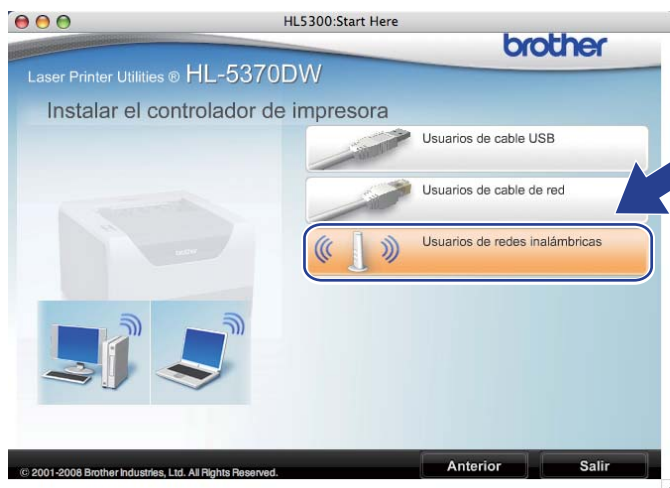 HL5300:Start Here
brother
Laser Printer Utilities ® HL-5370DW
Instalar el controlador de impresora
Usuarios de cable USB
Usuarios de cable de red
Usuarios de redes inalámbricas
© 2001-2008 Brother Industries, Ltd. All Rights Reserved.
Anterior
Salir